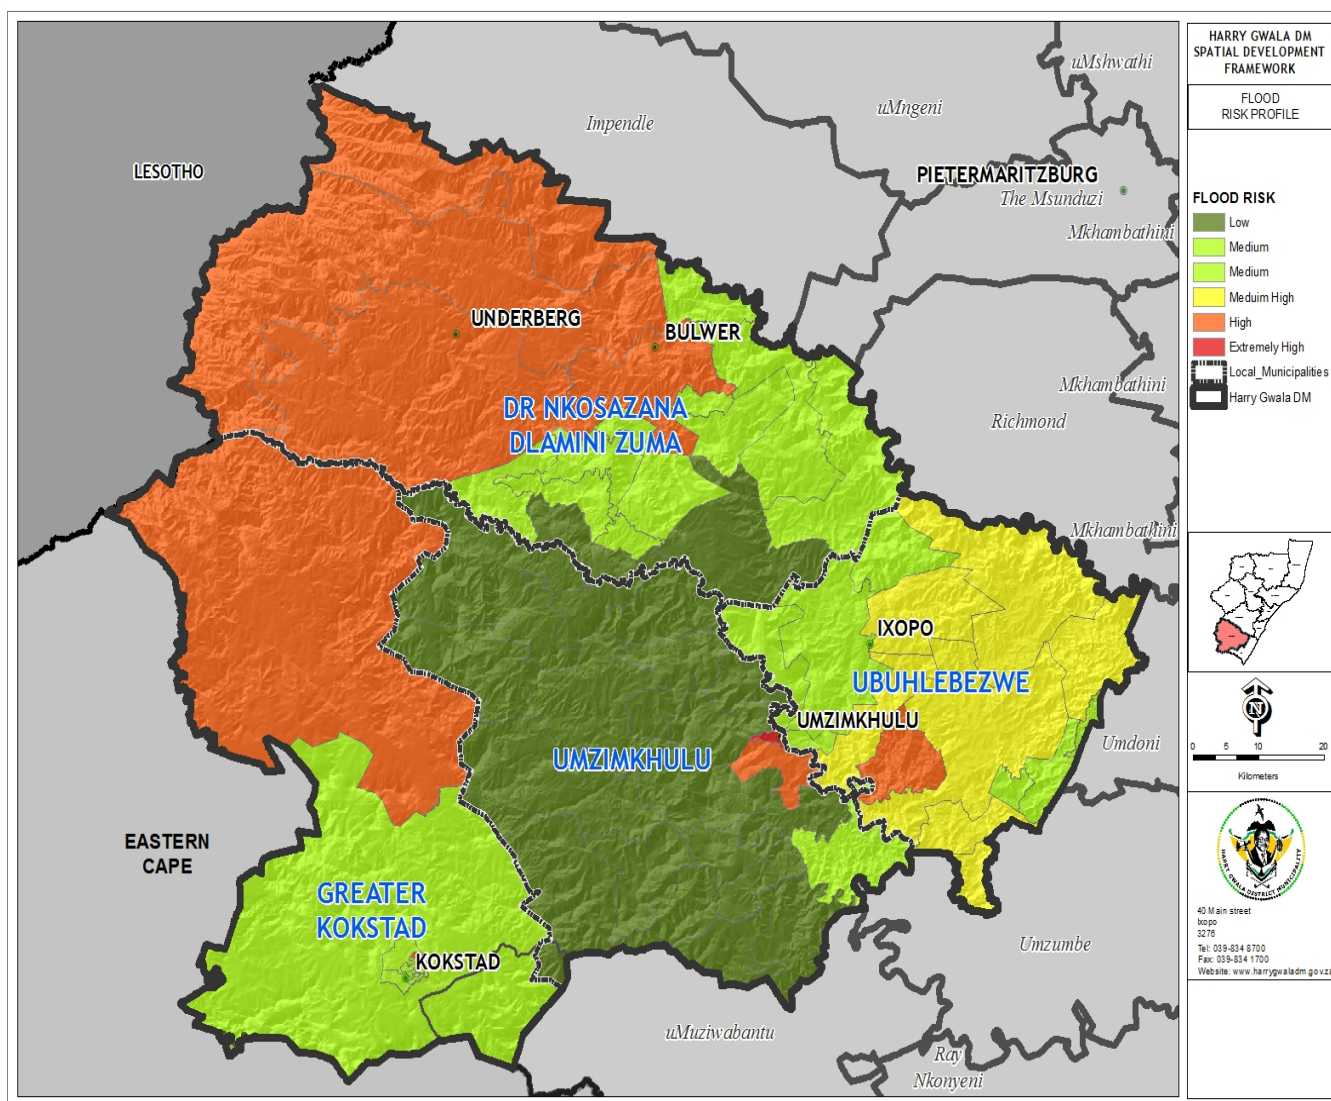 HARRY GWALA DM
SPATIAL DEVELOPMENT
FRAMEWORK
FLOOD
RISK PROFILE
FLOOD RISK
Low
Medium
Medium
Meduim High
High
Extremely High
Local_Municipalities
Harry Gwala DM
0 5 10 20
Kilometers
N
HARRY GWALA DISTRICT MUNICIPALITY
40 Main street
Ixopo
3276
Tel: 039-834 8700
Fax: 039-834 1700
Website: www.harrygwaladm.gov.za
uMshwathi
uMngeni
Impendle
LESOTHO
PIETERMARITZBURG
The Msunduzi
Mkhambathini
UNDERBERG
BULWER
Mkhambathini
DR NKOSAZANA
DLAMINI ZUMA
Richmond
Mkhambathini
IXOPO
UBUHLEBEZWE
UMZIMKHULU
Umdoni
UMZIMKHULU
EASTERN
CAPE
GREATER
KOKSTAD
KOKSTAD
Umzumbe
uMuziwabantu
Ray
Nkonyeni